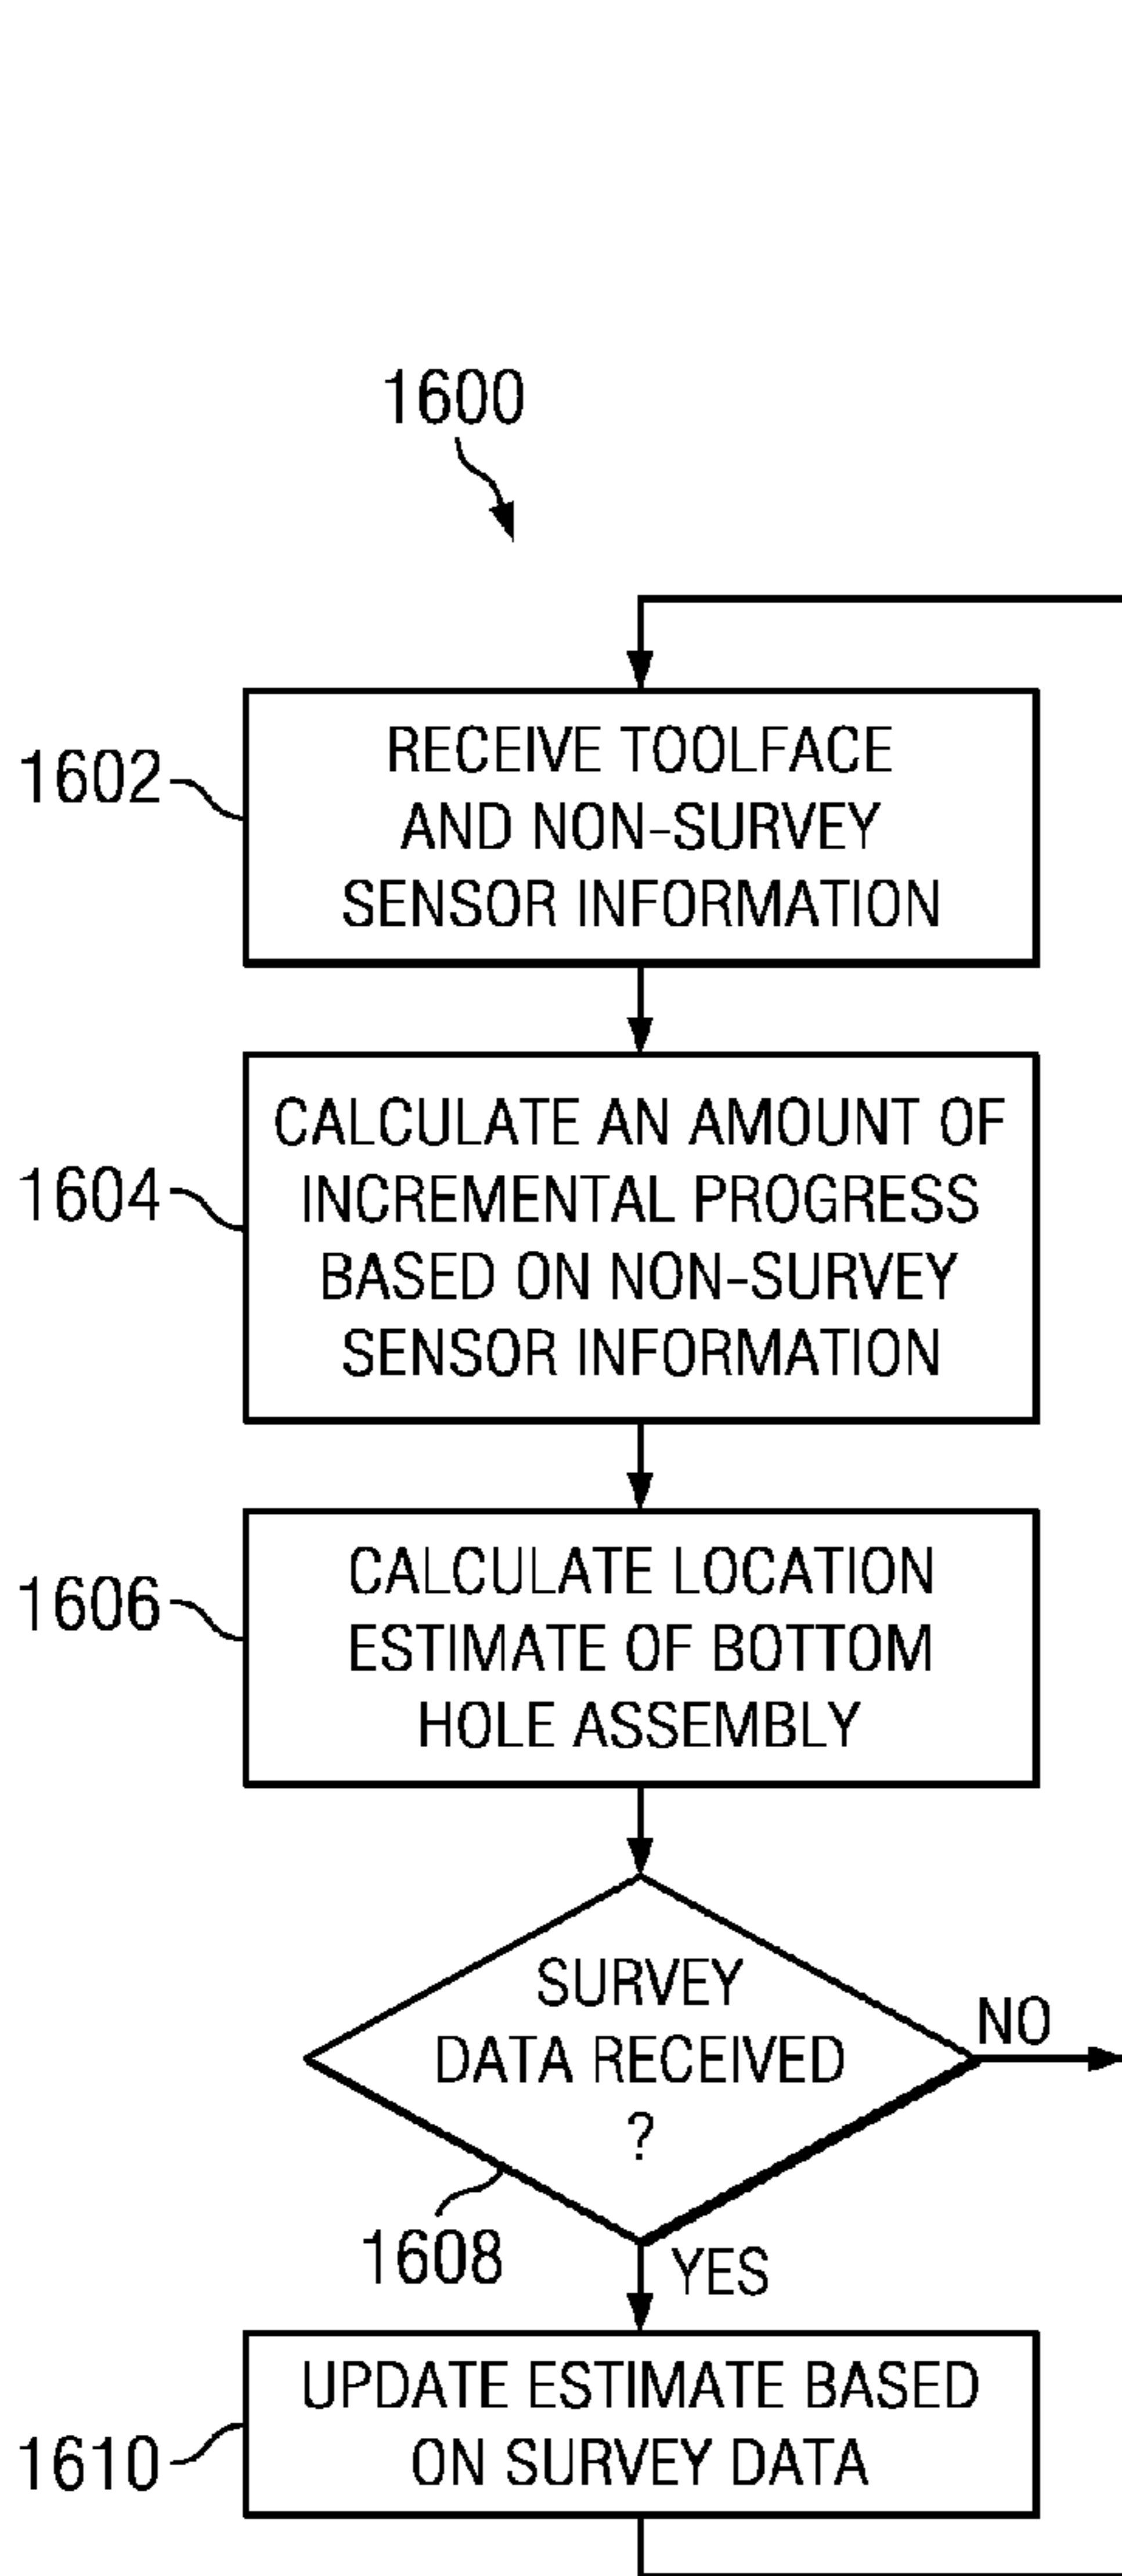 1600
1602
RECEIVE TOOLFACE
AND NON-SURVEY
SENSOR INFORMATION
1604
CALCULATE AN AMOUNT OF
INCREMENTAL PROGRESS
BASED ON NON-SURVEY
SENSOR INFORMATION
1606
CALCULATE LOCATION
ESTIMATE OF BOTTOM
HOLE ASSEMBLY
SURVEY
DATA RECEIVED
?
NO
1608
YES
1610
UPDATE ESTIMATE BASED
ON SURVEY DATA